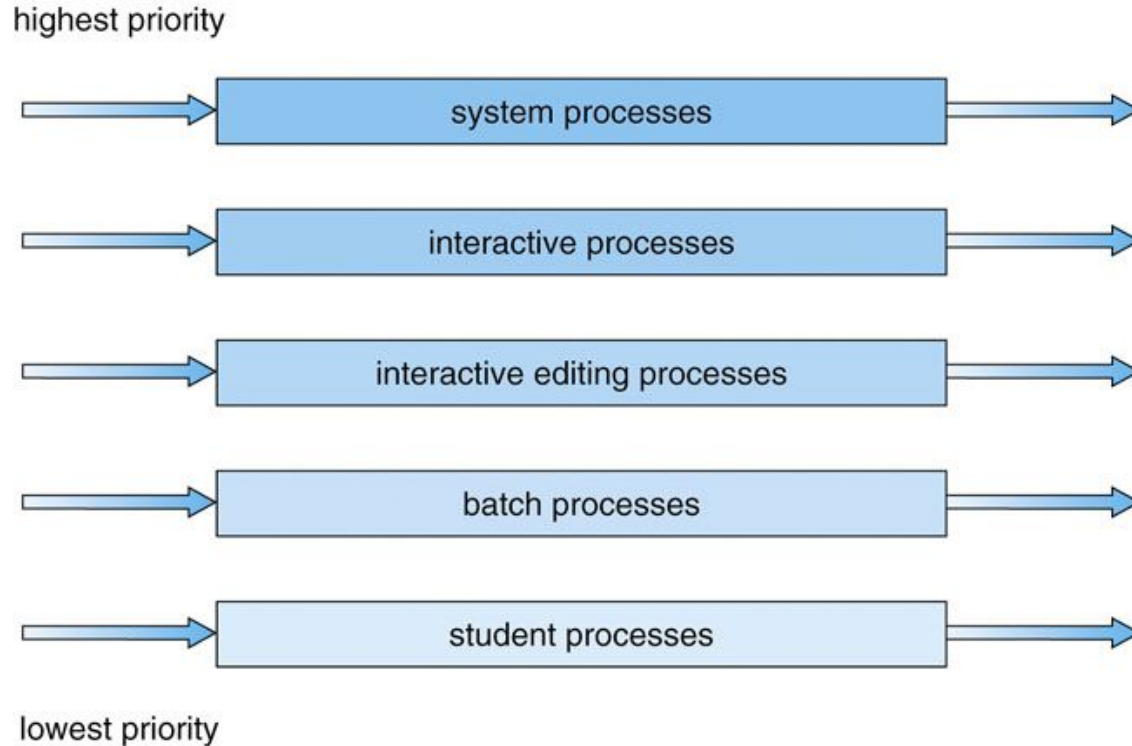 highest priority
system processes
interactive processes
interactive editing processes
batch processes
student processes
lowest priority